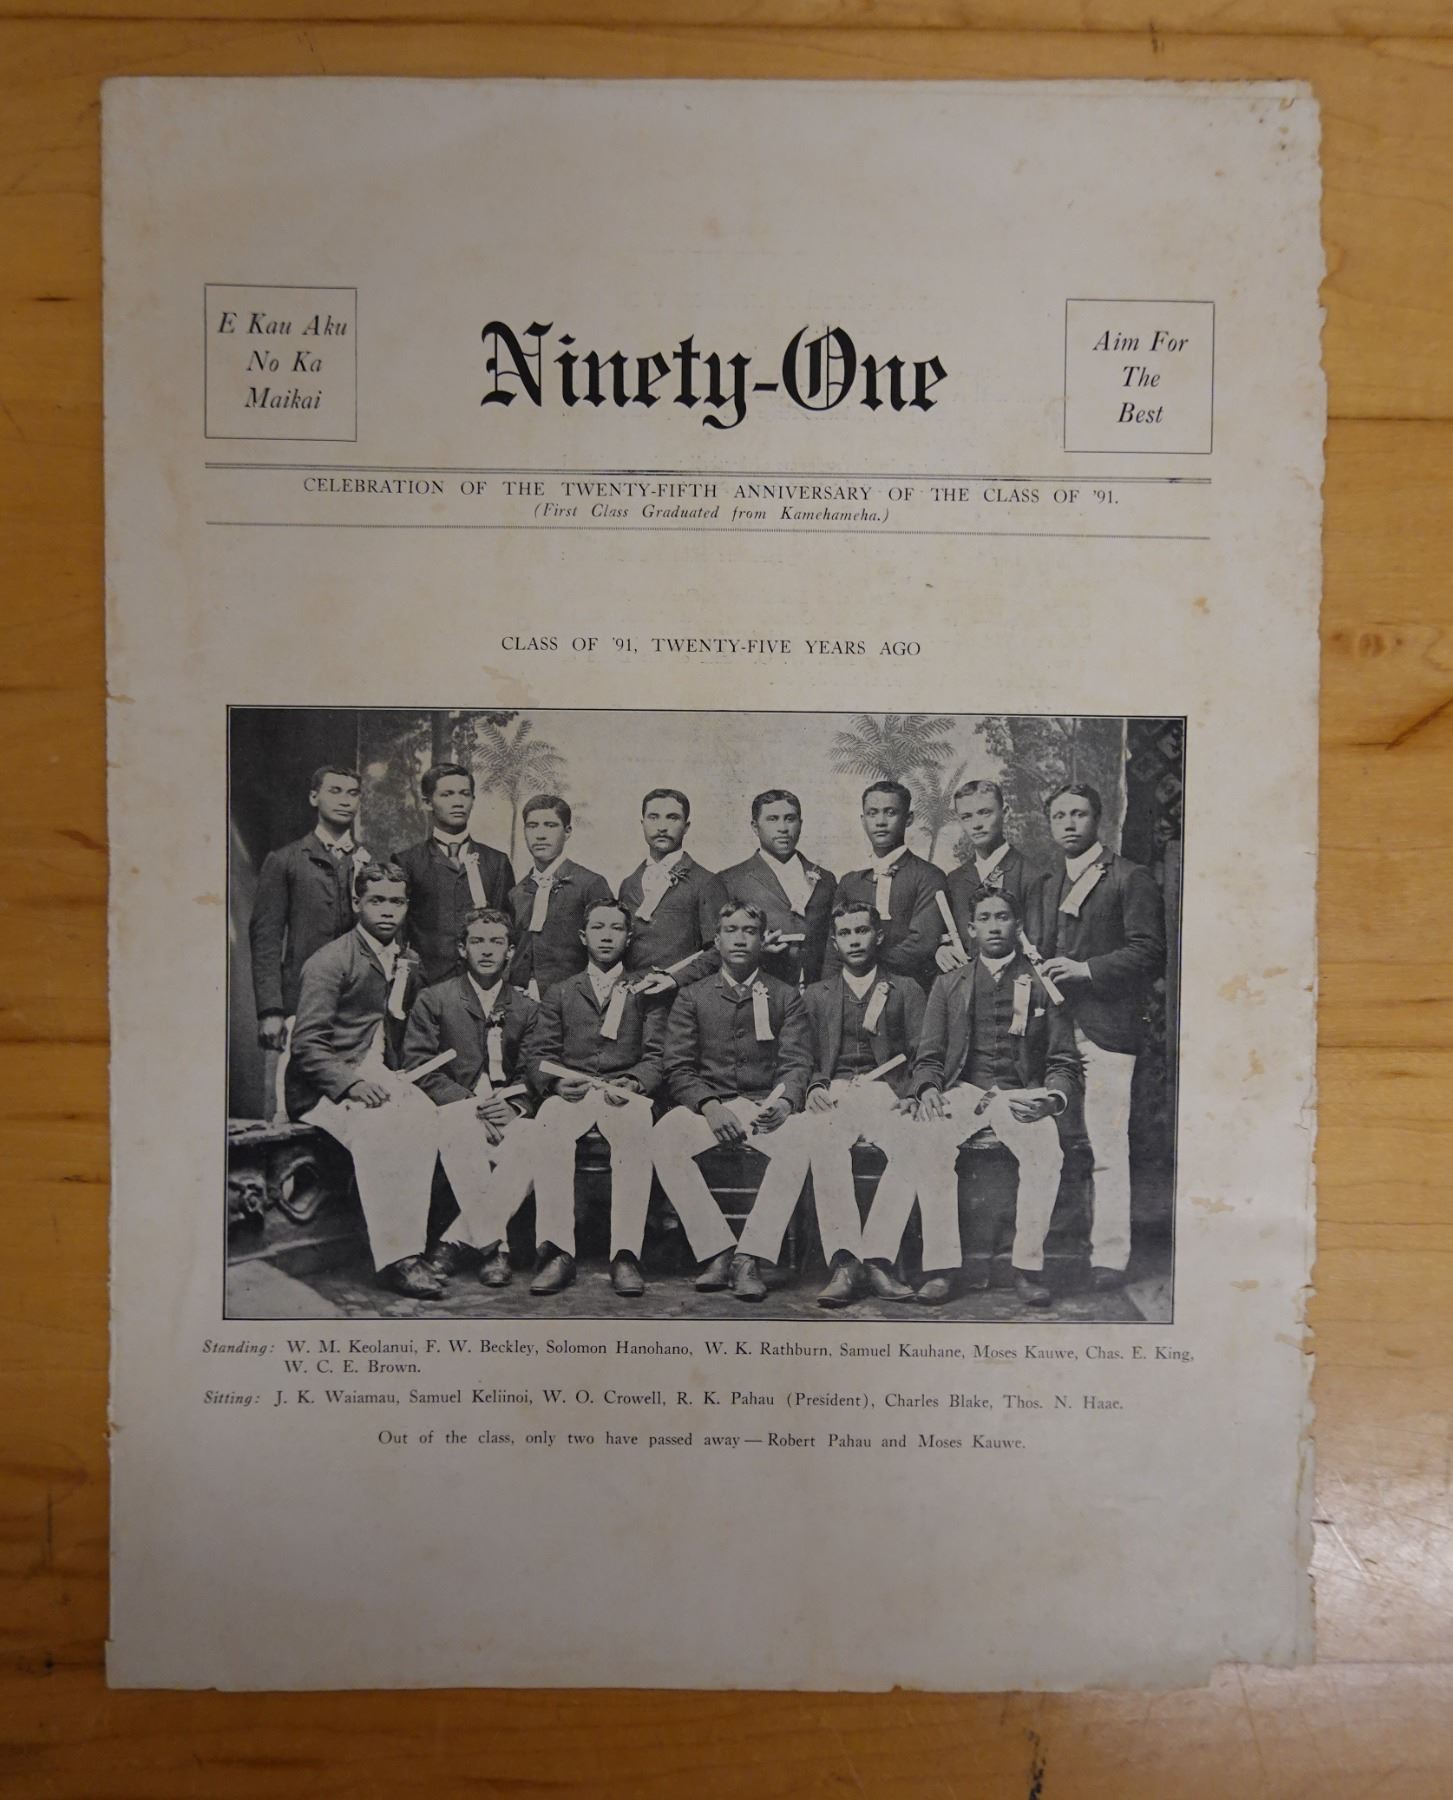 E Kau Aku
No Ka
Maikai
Ninety-One
Aim For
The
Best
CELEBRATION OF THE TWENTY-FIFTH ANNIVERSARY OF THE CLASS OF '91.
(First Class Graduated from Kamehameha.)
CLASS OF '91, TWENTY-FIVE YEARS AGO
Standing: W. M. Keolanui, F. W. Beckley, Solomon Hanohano, W. K. Rathburn, Samuel Kauhane, Moses Kauwe, Chas. E. King,
W. C. E. Brown.
Sitting: J. K. Waiamau, Samuel Keliinoi, W. O. Crowell, R. K. Pahau (President), Charles Blake, Thos. N. Haae.
Out of the class, only two have passed away — Robert Pahau and Moses Kauwe.